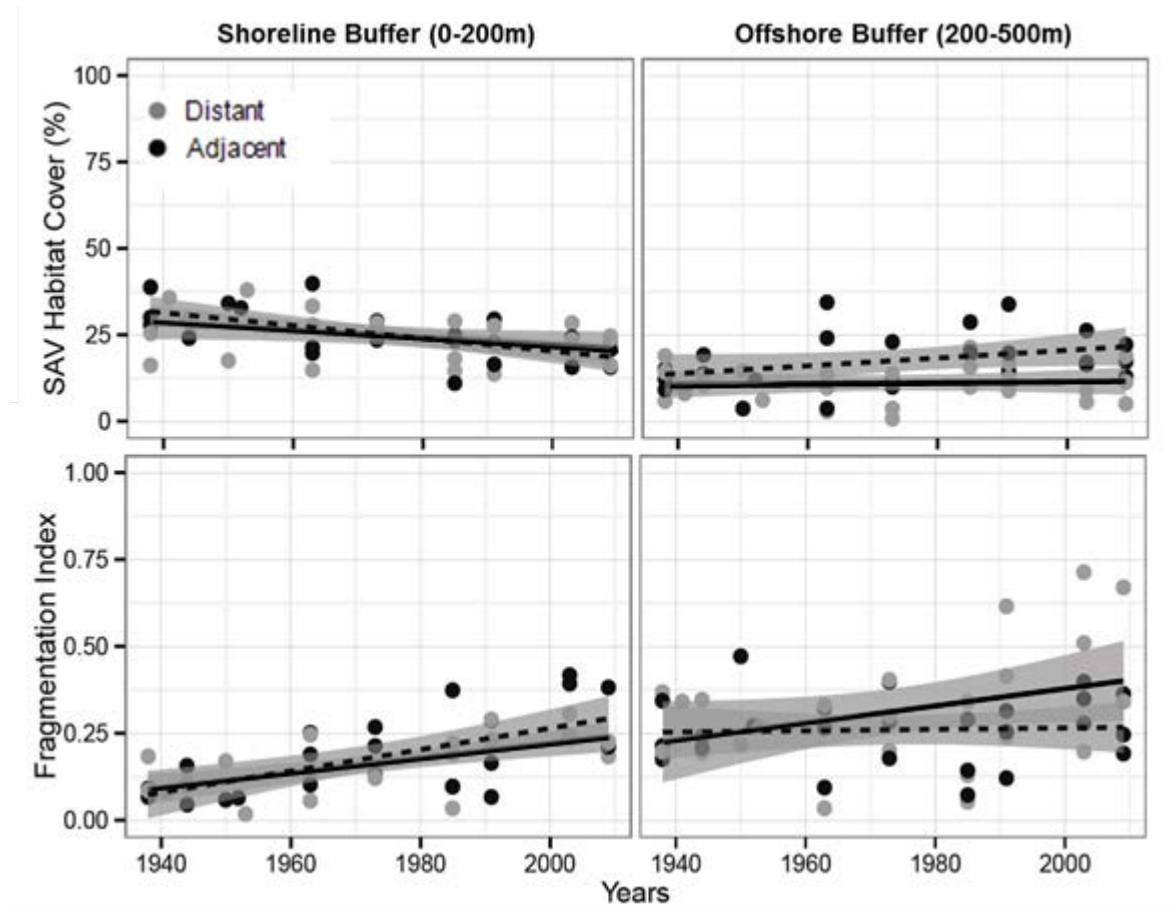 Shoreline Buffer (0-200m)
Offshore Buffer (200-500m)
SAV Habitat Cover (%)
100
75
50
25
0
Distant
Adjacent
Fragmentation Index
1.00
0.75
0.50
0.25
0.00
1940 1960 1980 2000
1940 1960 1980 2000
Years